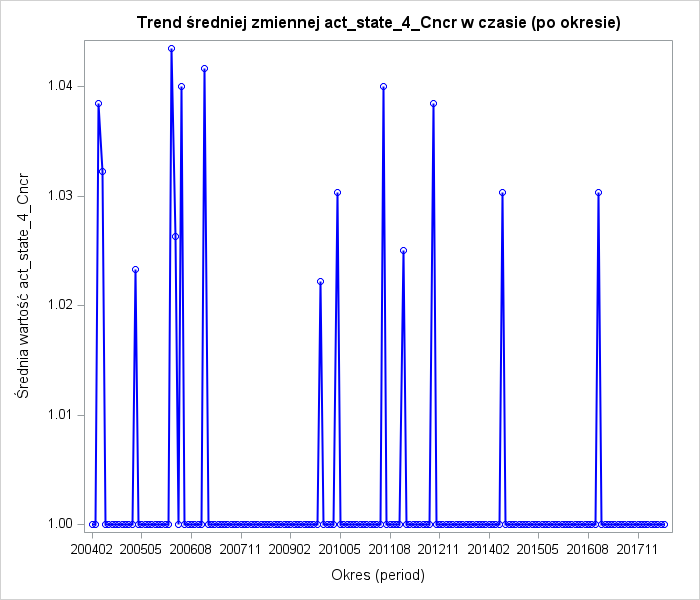 Trend średniej zmiennej act_state_4_Cncr w czasie (po okresie)
Średnia wartość act_state_4_Cncr
1.04
1.03
1.02
1.01
1.00
200402 200505 200608 200711 200902 201005 201108 201211 201402 201505 201608 201711
Okres (period)